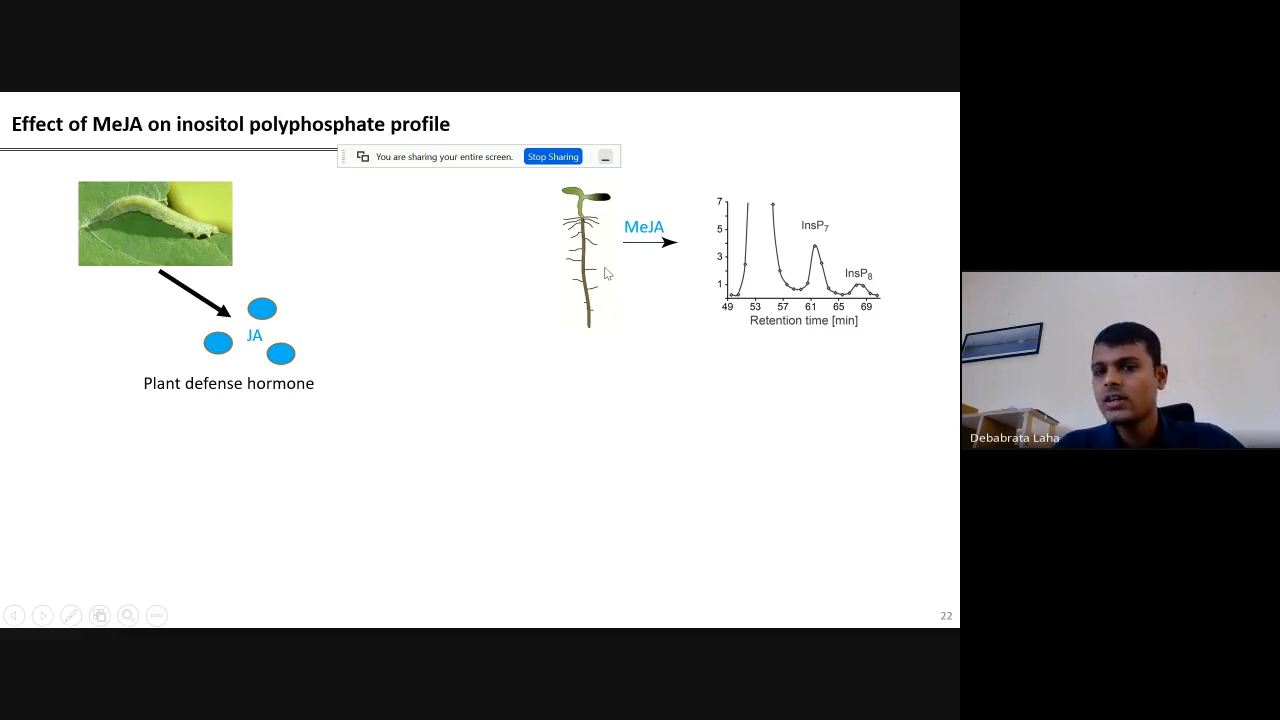 Effect of MeJA on inositol polyphosphate profile
You are sharing your entire screen.
Stop Sharing
JA
Plant defense hormone
MeJA
7
5
3
1
InsP7
InsP8
49 53 57 61 65 69
Retention time [min]
Debabrata Laha
22